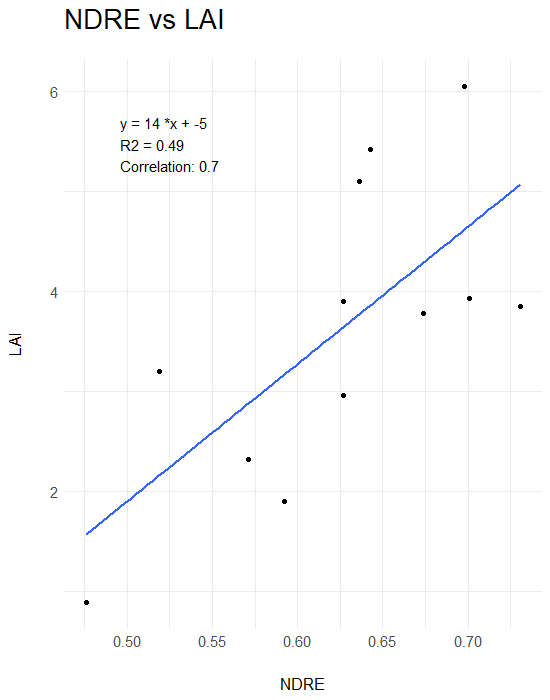 NDRE vs LAI
y = 14 *x + -5
R2 = 0.49
Correlation: 0.7
6
4
2
LAI
0.50 0.55 0.60 0.65 0.70
NDRE